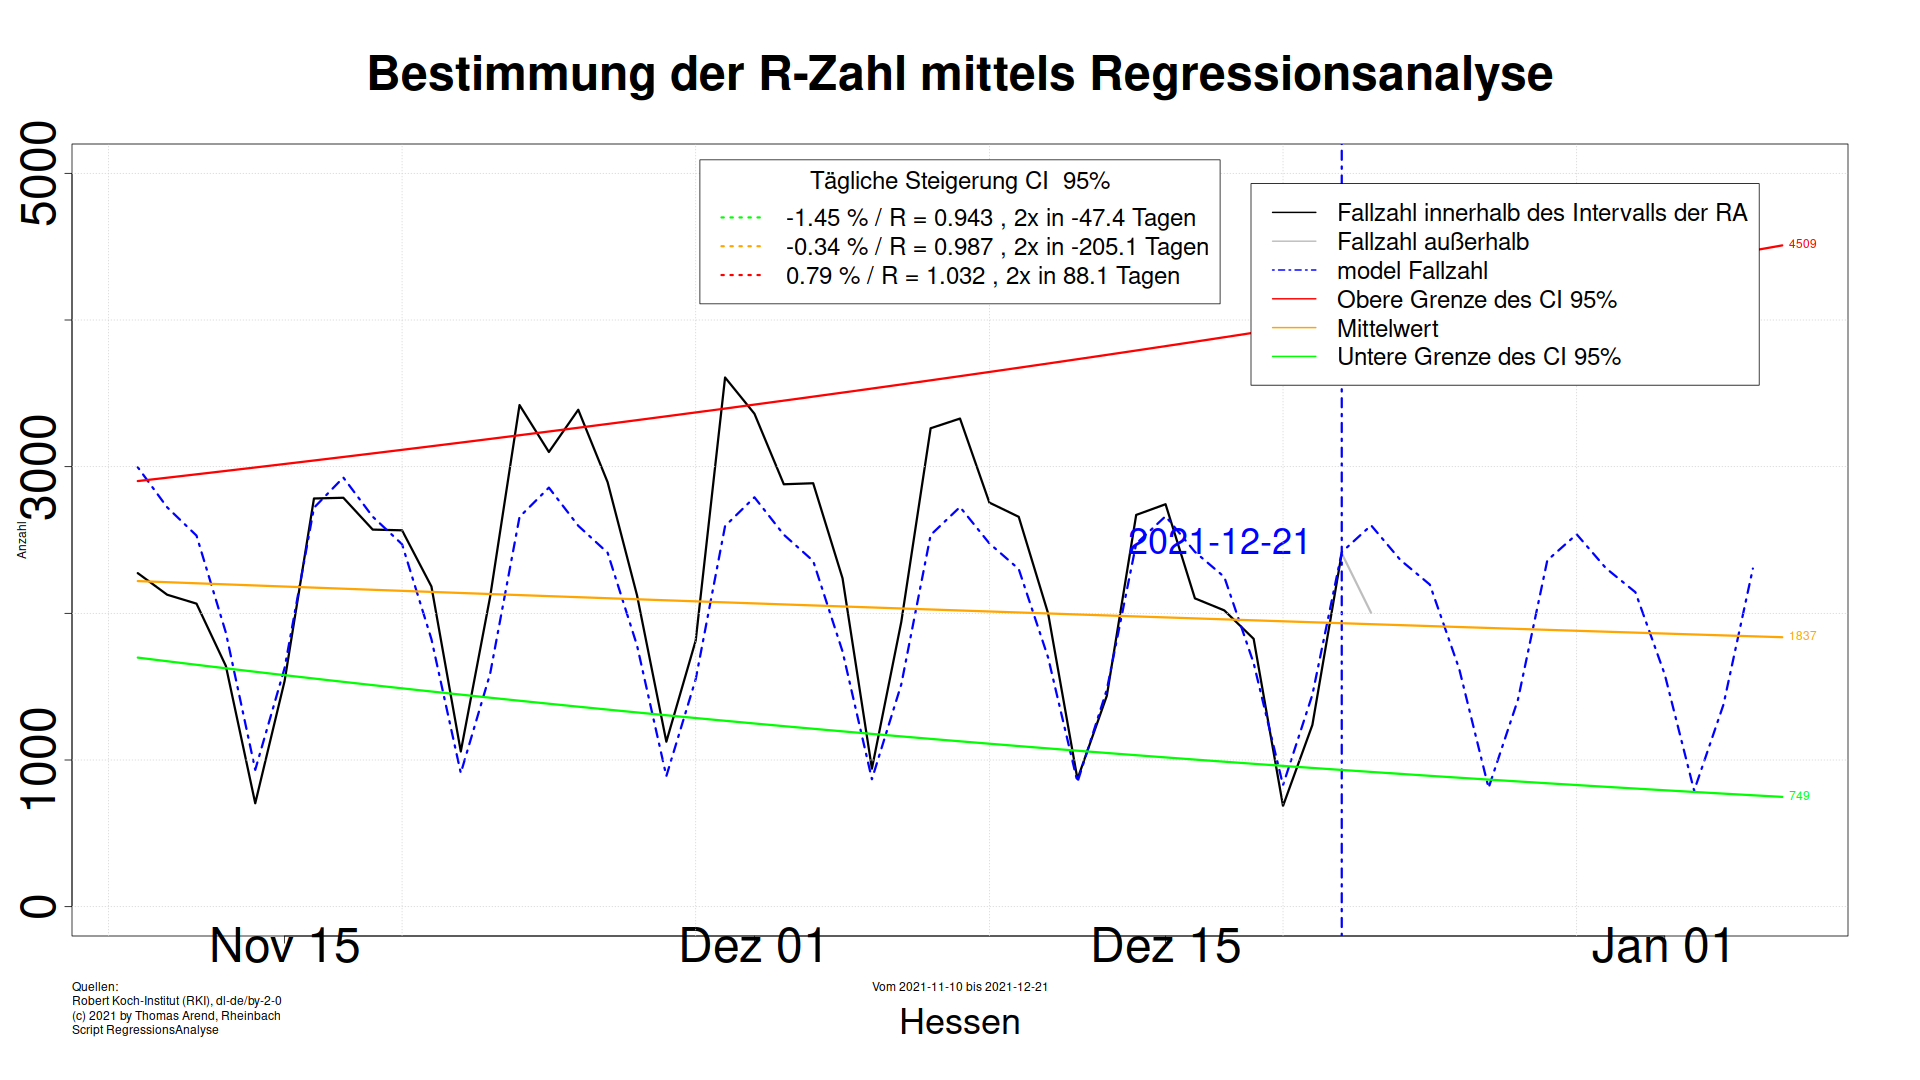 Bestimmung der R-Zahl mittels Regressionsanalyse
Anzahl
5000
3000
1000
0
Tägliche Steigerung CI  95%
-1.45 % / R = 0.943 , 2x in -47.4 Tagen
-0.34 % / R = 0.987 , 2x in -205.1 Tagen
0.79 % / R = 1.032 , 2x in 88.1 Tagen
Fallzahl innerhalb des Intervalls der RA
Fallzahl außerhalb
model Fallzahl
Obere Grenze des CI 95%
Mittelwert
Untere Grenze des CI 95%
4509
2021-12-21
1837
749
Nov 15
Dez 01
Dez 15
Jan 01
Quellen:
Robert Koch-Institut (RKI), dl-de/by-2-0
(c) 2021 by Thomas Arend, Rheinbach
Script RegressionsAnalyse
Vom 2021-11-10 bis 2021-12-21
Hessen